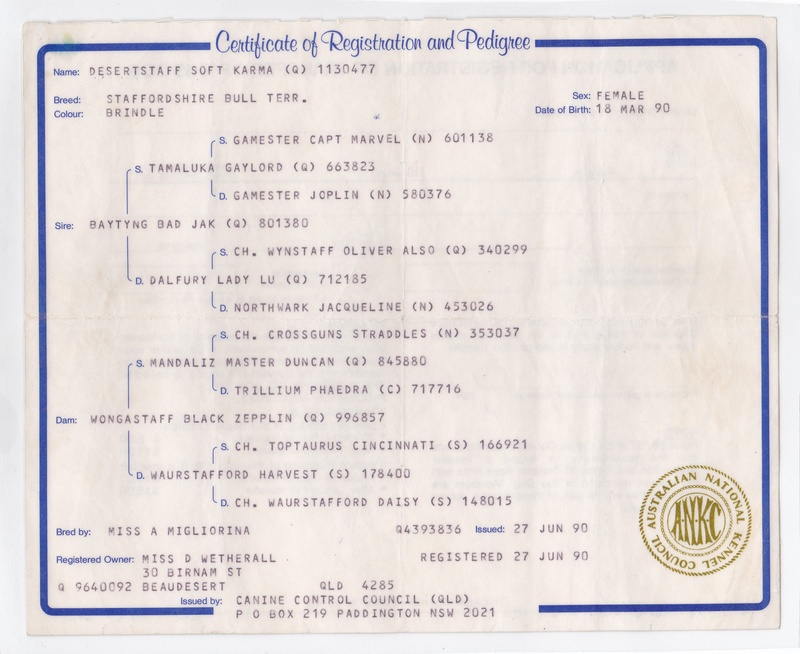 Certificate of Registration and Pedigree
Name: DESERTSTAFF SOFT KARMA (Q) 1130477
Breed: STAFFORDSHIRE BULL TERR. Sex: FEMALE
Colour: BRINDLE Date of Birth: 18 MAR 90
S. GAMESTER CAPT MARVEL (N) 601138
S. TAMALUKA GAYLORD (Q) 663823
D. GAMESTER JOPLIN (N) 580376
Sire: BAYTYNG BAD JAK (Q) 801380
S. CH. WYNSTAFF OLIVER ALSO (Q) 340299
D. DALFURY LADY LU (Q) 712185
D. NORTHWARK JACQUELINE (N) 453026
S. CH. CROSSGUNS STRADDLES (N) 353037
S. MANDALIZ MASTER DUNCAN (Q) 845880
D. TRILLIUM PHAEDRA (C) 717716
Dam: WONGASTAFF BLACK ZEPPLIN (Q) 996857
S. CH. TOPTAURUS CINCINNATI (S) 166921
D. WAURSTAFFORD HARVEST (S) 178400
D. CH. WAURSTAFFORD DAISY (S) 148015
Bred by: MISS A MIGLIORINA Q4393836 Issued: 27 JUN 90
Registered Owner: MISS D WETHERALL REGISTERED 27 JUN 90
30 BIRNAM ST
Q 9640092 BEAUDESERT QLD 4285
Issued by: CANINE CONTROL COUNCIL (QLD)
P O BOX 219 PADDINGTON NSW 2021
AUSTRALIAN NATIONAL KENNEL COUNCIL
A·N·K·C